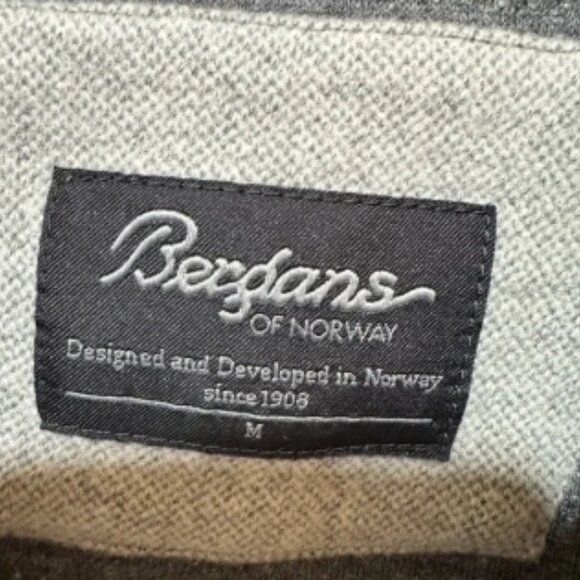 Bergans
OF NORWAY
Designed and Developed in Norway
since 1908
M